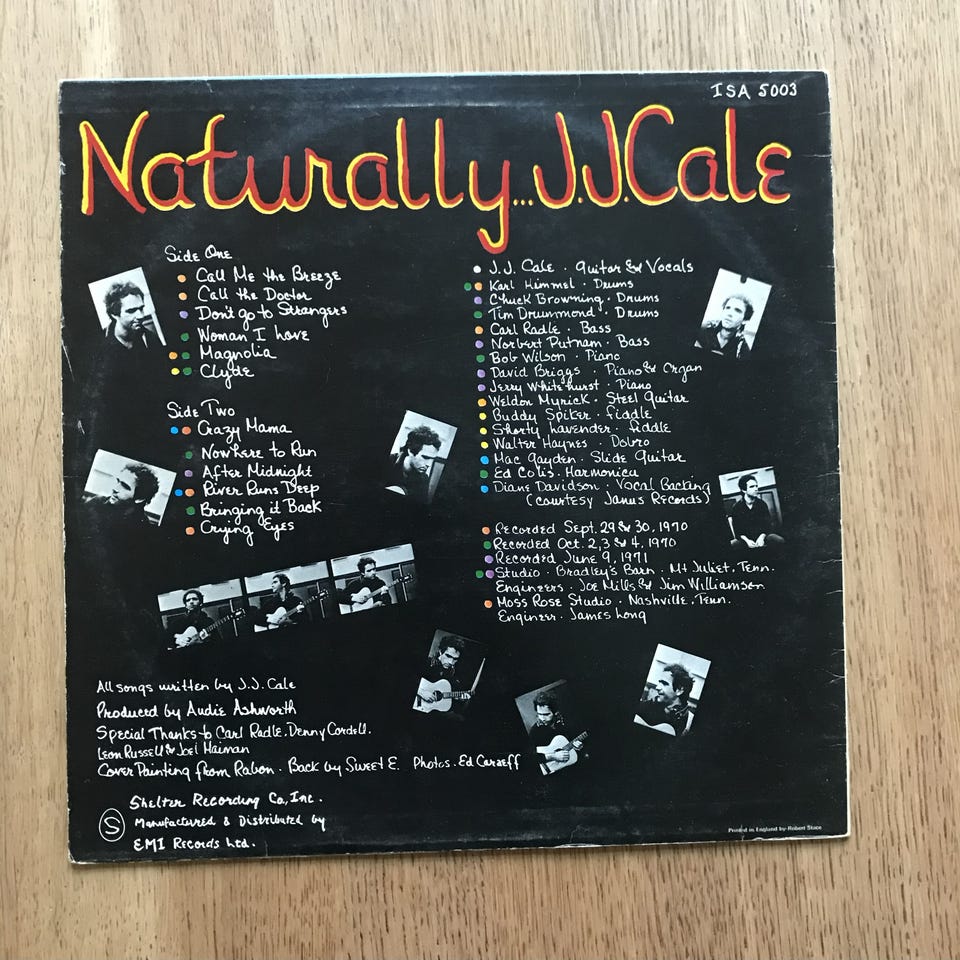 ISA 5003
Naturally...J.J.Cale
Side One
Call Me the Breeze
Call the Doctor
Don't go to Strangers
Woman I Love
Magnolia
Clyde
Side Two
Crazy Mama
Nowhere to Run
After Midnight
River Runs Deep
Bringing it Back
Crying Eyes
J.J. Cale · Guitar & Vocals
Karl Himmel · Drums
Chuck Browning · Drums
Tim Drummond · Drums
Carl Radle · Bass
Norbert Putnam · Bass
Bob Wilson · Piano
David Briggs · Piano & Organ
Jerry Whitehurst · Piano
Weldon Myrick · Steel Guitar
Buddy Spiker · Fiddle
Shorty Lavender · Fiddle
Walter Haynes · Dobro
Mac Gayden · Slide Guitar
Ed Colis · Harmonica
Diane Davidson · Vocal Backing
(courtesy Janus Records)
Recorded Sept. 29 & 30, 1970
Recorded Oct. 2, 3 & 4, 1970
Recorded June 9, 1971
Studio · Bradley's Barn · Mt Juliet, Tenn.
Engineers · Joe Mills & Jim Williamson
Moss Rose Studio · Nashville, Tenn.
Engineer · James Long
All songs written by J.J. Cale
Produced by Audie Ashworth
Special Thanks to Carl Radle, Denny Cordell,
Leon Russell & Joel Maiman
Cover Painting from Rabon · Back by Sweet E. Photos · Ed Caraeff
Shelter Recording Co, Inc.
S
Manufactured & Distributed by
EMI Records Ltd.
Printed in England by Robert Stace